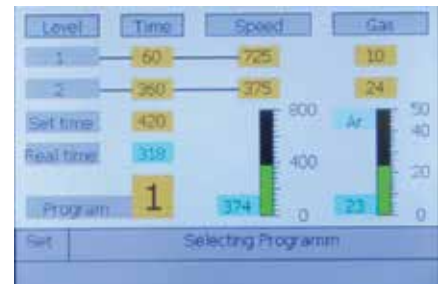 Level Time Speed Gas
1 60 725 10
2 360 375 24
Set time 420 800 Ar 50
40
Real time 318 400 20
Program 1 374 0 23 0
Set Selecting Programm